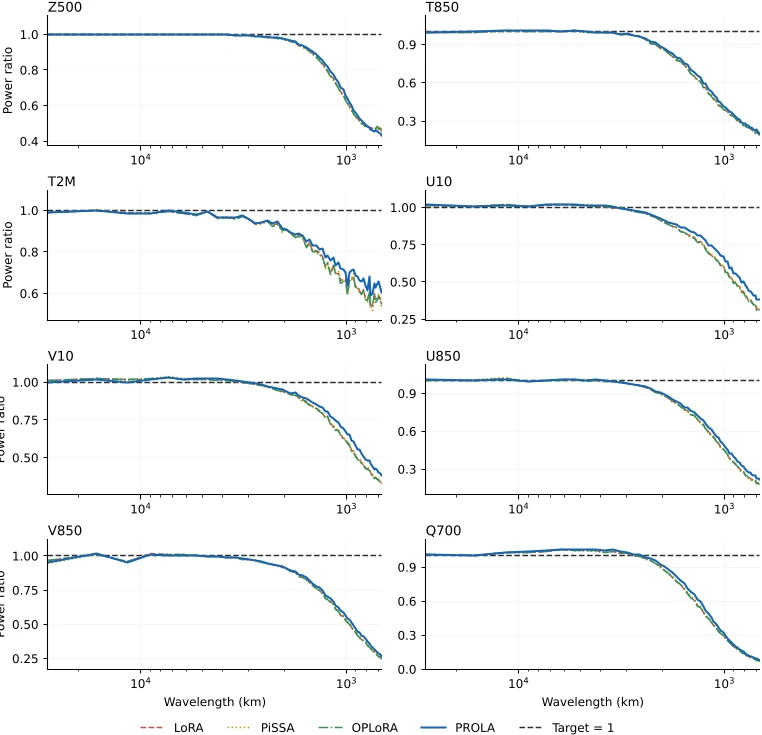 Z500
T850
Power ratio
1.0
0.8
0.6
0.4
10⁴
10³
0.9
0.6
0.3
10⁴
10³
T2M
U10
Power ratio
1.0
0.8
0.6
10⁴
10³
1.00
0.75
0.50
0.25
10⁴
10³
V10
U850
Power ratio
1.00
0.75
0.50
10⁴
10³
0.9
0.6
0.3
10⁴
10³
V850
Q700
Power ratio
1.00
0.75
0.50
0.25
10⁴
10³
Wavelength (km)
0.9
0.6
0.3
0.0
10⁴
10³
Wavelength (km)
LoRA PiSSA OPLoRA PROLA Target = 1